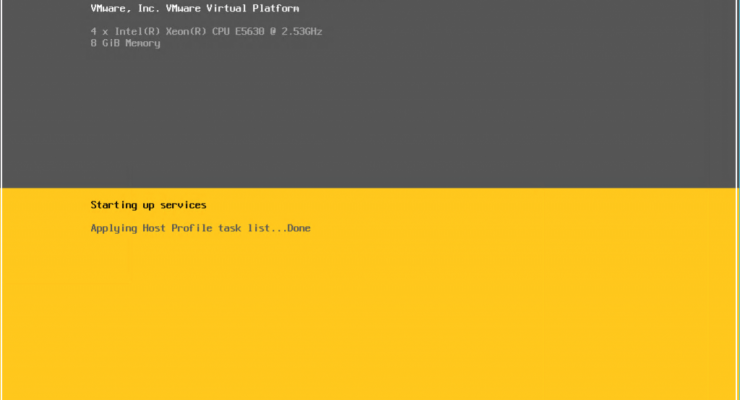 VMware, Inc. VMware Virtual Platform
4 x Intel(R) Xeon(R) CPU E5630 @ 2.53GHz
8 GiB Memory
Starting up services
Applying Host Profile task list...Done